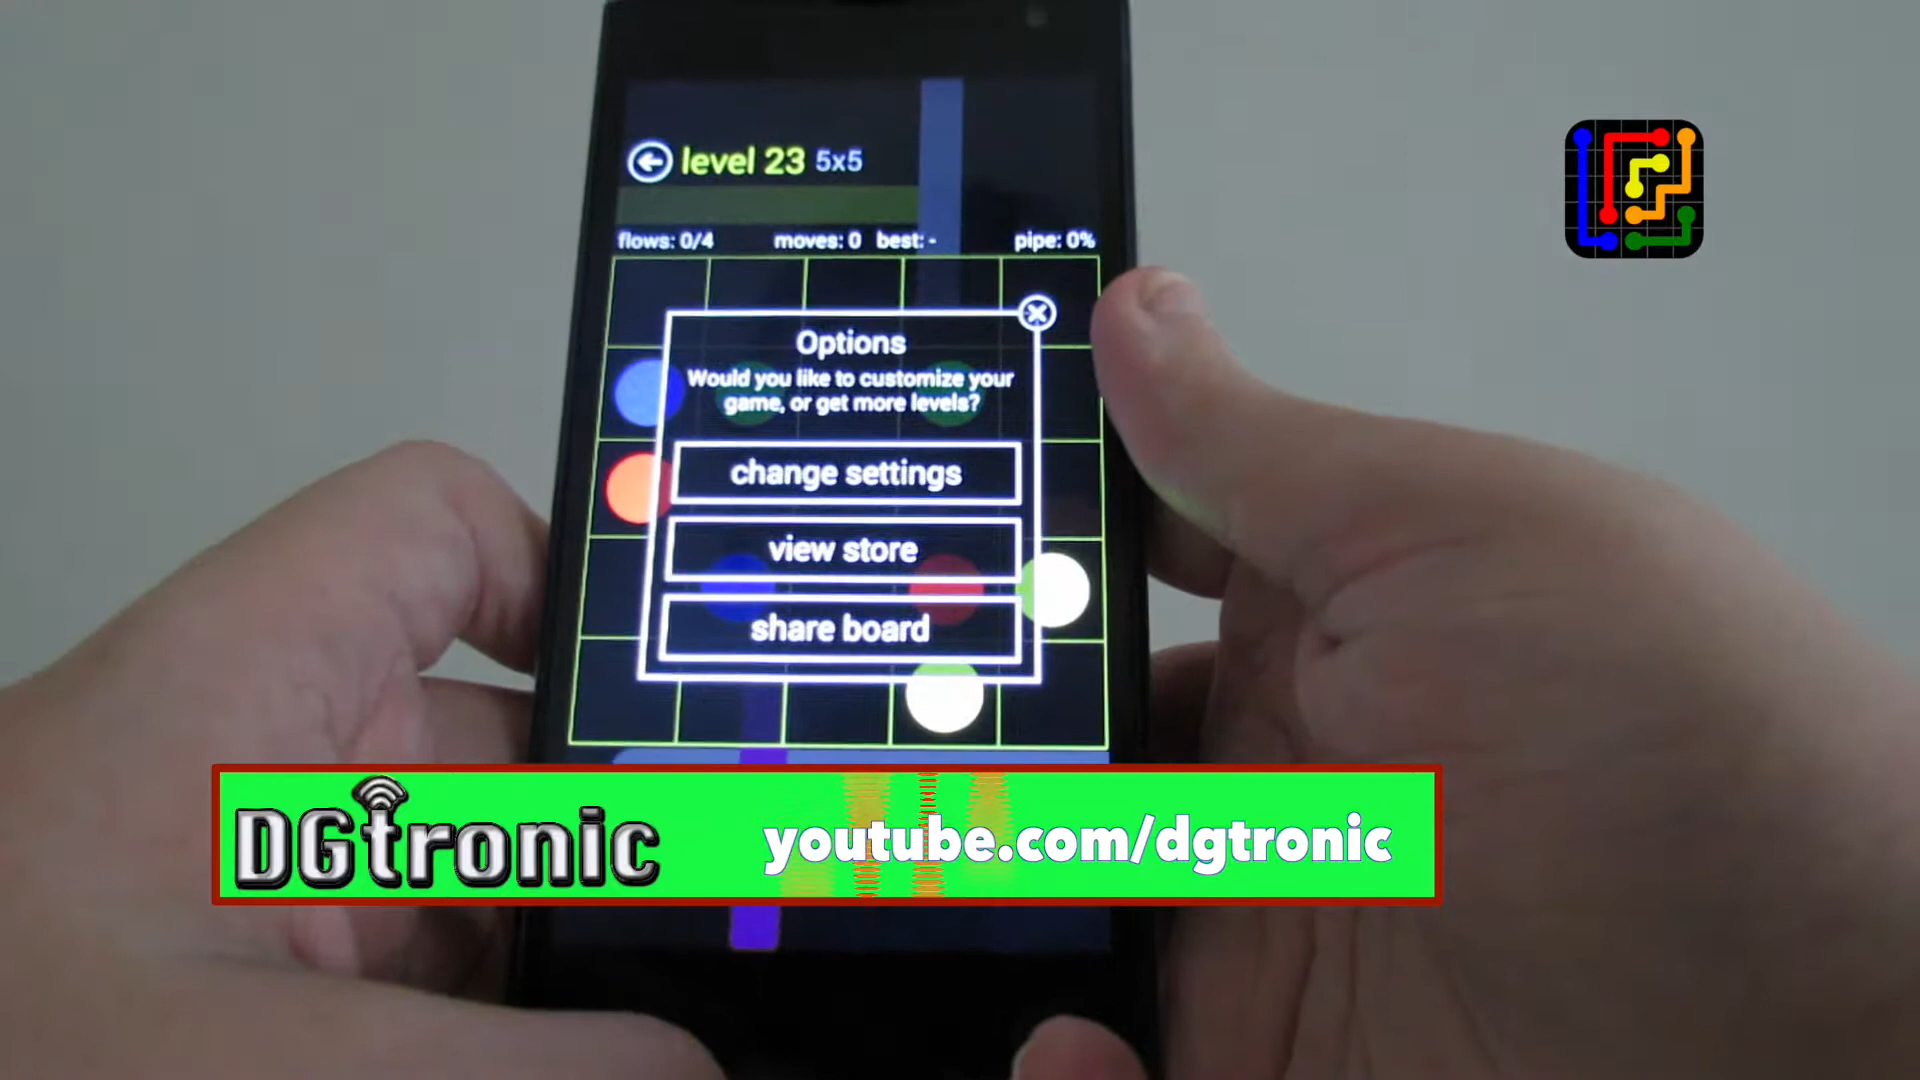 level 23 5x5
flows: 0/4 moves: 0 best: - pipe: 0%
Options
Would you like to customize your
game, or get more levels?
change settings
view store
share board
DGtronic youtube.com/dgtronic